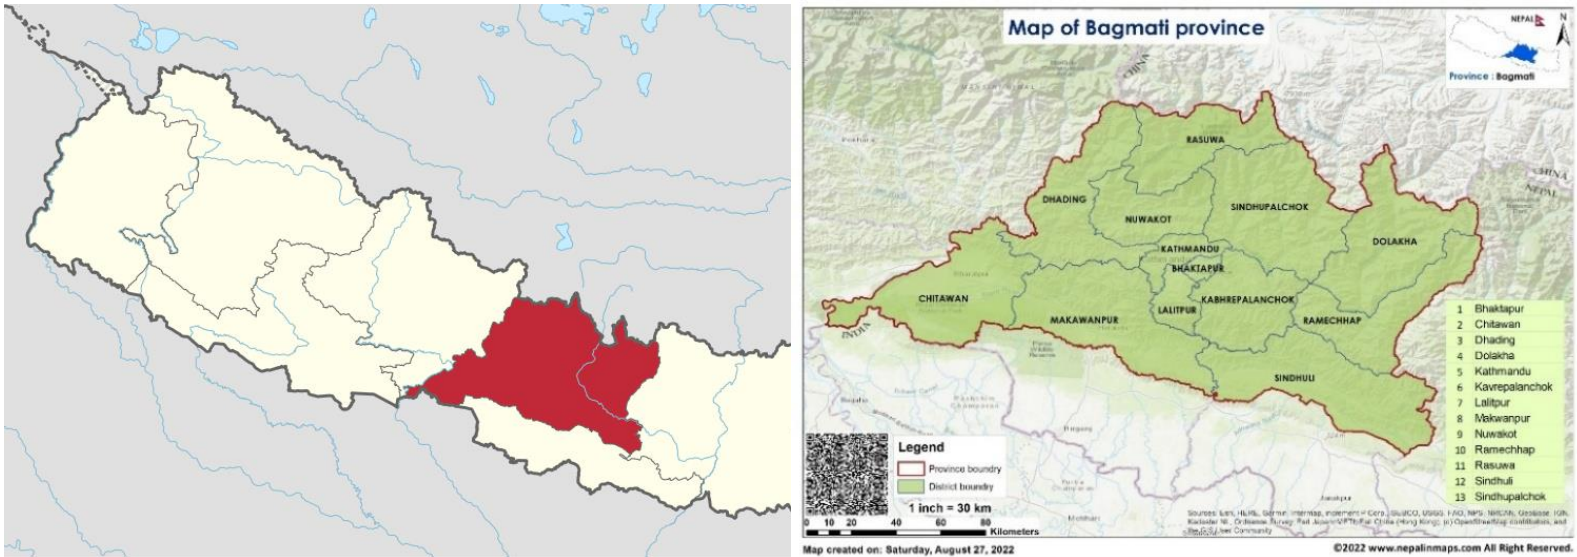 Map of Bagmati province
NEPAL
N
Province : Bagmati
CHINA
RASUWA
CHINA
NEPAL
DHADING
SINDHUPALCHOK
NUWAKOT
DOLAKHA
KATHMANDU
BHAKTAPUR
CHITAWAN
KABHREPALANCHOK
LALITPUR
MAKAWANPUR
RAMECHHAP
INDIA
SINDHULI
1 Bhaktapur
2 Chitawan
3 Dhading
4 Dolakha
5 Kathmandu
6 Kavrepalanchok
7 Lalitpur
8 Makwanpur
9 Nuwakot
10 Ramechhap
11 Rasuwa
12 Sindhuli
13 Sindhupalchok
Legend
Province boundry
District boundry
1 inch = 30 km
0 10 20 40 60 80
Kilometers
Map created on: Saturday, August 27, 2022
©2022 www.nepalinmaps.com All Right Reserved.